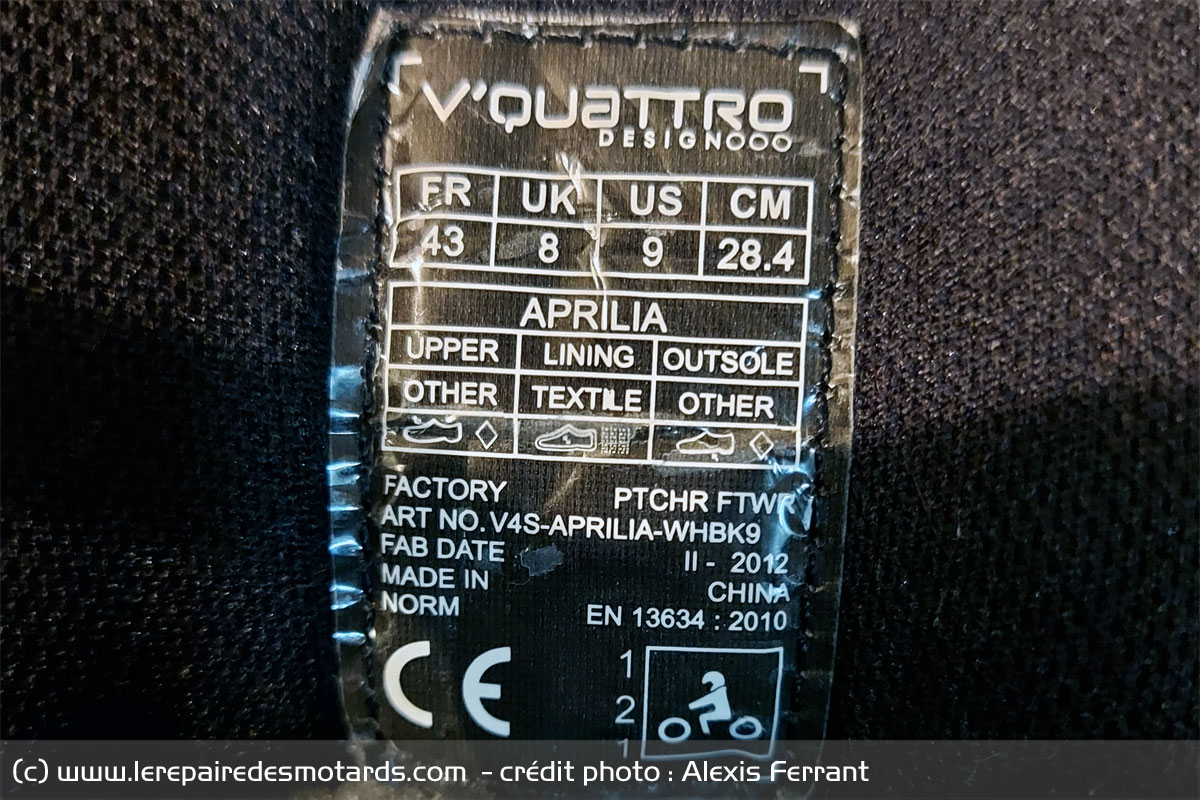 V'QUATTRO
DESIGN
FR UK US CM
43 8 9 28.4
APRILIA
UPPER LINING OUTSOLE
OTHER TEXTILE OTHER
FACTORY PTCHR FTWR
ART NO. V4S-APRILIA-WHBK9
FAB DATE II - 2012
MADE IN CHINA
NORM EN 13634 : 2010
CE
1
2
1
(c) www.lerepairedesmotards.com - crédit photo : Alexis Ferrant